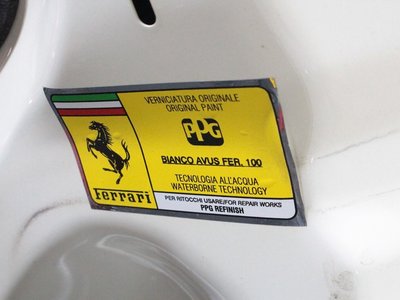 VERNICIATURA ORIGINALE
ORIGINAL PAINT
PPG
BIANCO AVUS FER. 100
TECNOLOGIA ALL'ACQUA
WATERBORNE TECHNOLOGY
Ferrari
PER RITOCCHI USARE/FOR REPAIR WORKS
PPG REFINISH